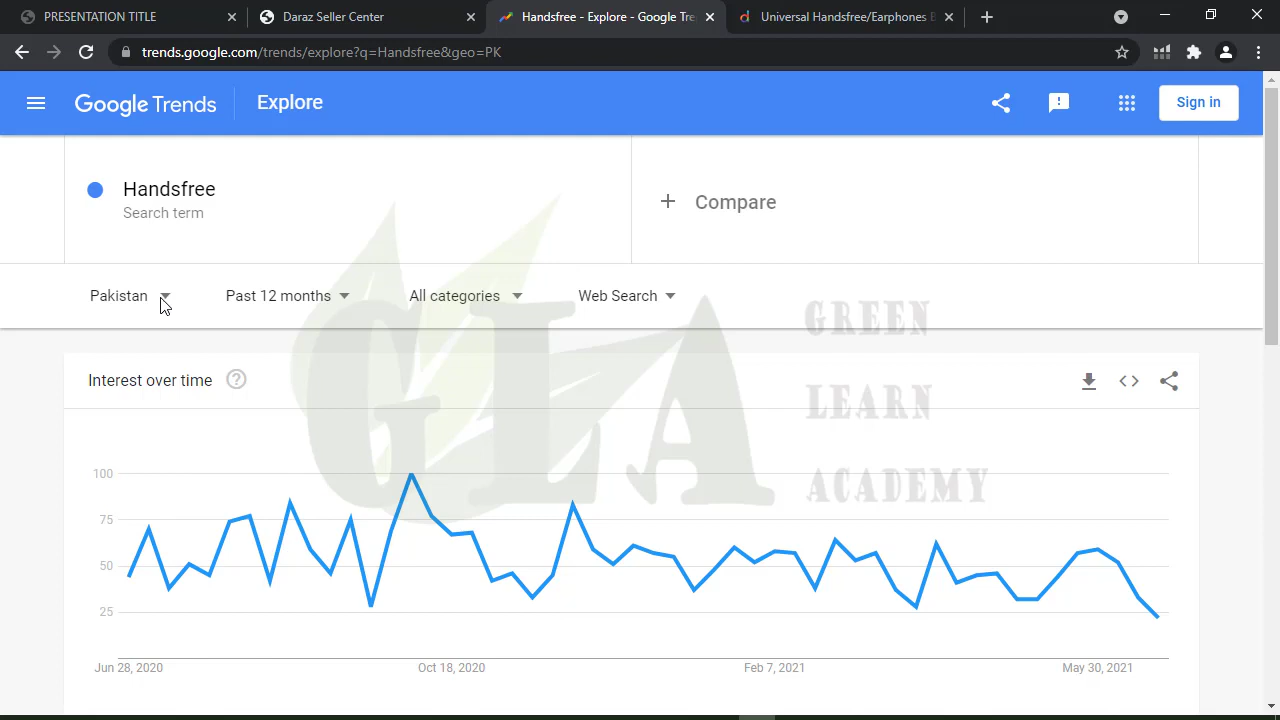 PRESENTATION TITLE
Daraz Seller Center
Handsfree - Explore - Google Tre
Universal Handsfree/Earphones B
trends.google.com/trends/explore?q=Handsfree&geo=PK
Google Trends
Explore
Sign in
Handsfree
Search term
+ Compare
Pakistan
Past 12 months
All categories
Web Search
GLA
GREEN
LEARN
ACADEMY
Interest over time
100
75
50
25
Jun 28, 2020
Oct 18, 2020
Feb 7, 2021
May 30, 2021